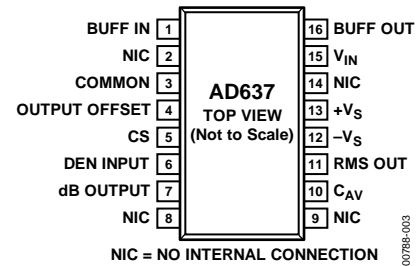 BUFF IN 1
NIC 2
COMMON 3
OUTPUT OFFSET 4
CS 5
DEN INPUT 6
dB OUTPUT 7
NIC 8
AD637
TOP VIEW
(Not to Scale)
16 BUFF OUT
15 VIN
14 NIC
13 +VS
12 –VS
11 RMS OUT
10 CAV
9 NIC
NIC = NO INTERNAL CONNECTION
00788-003